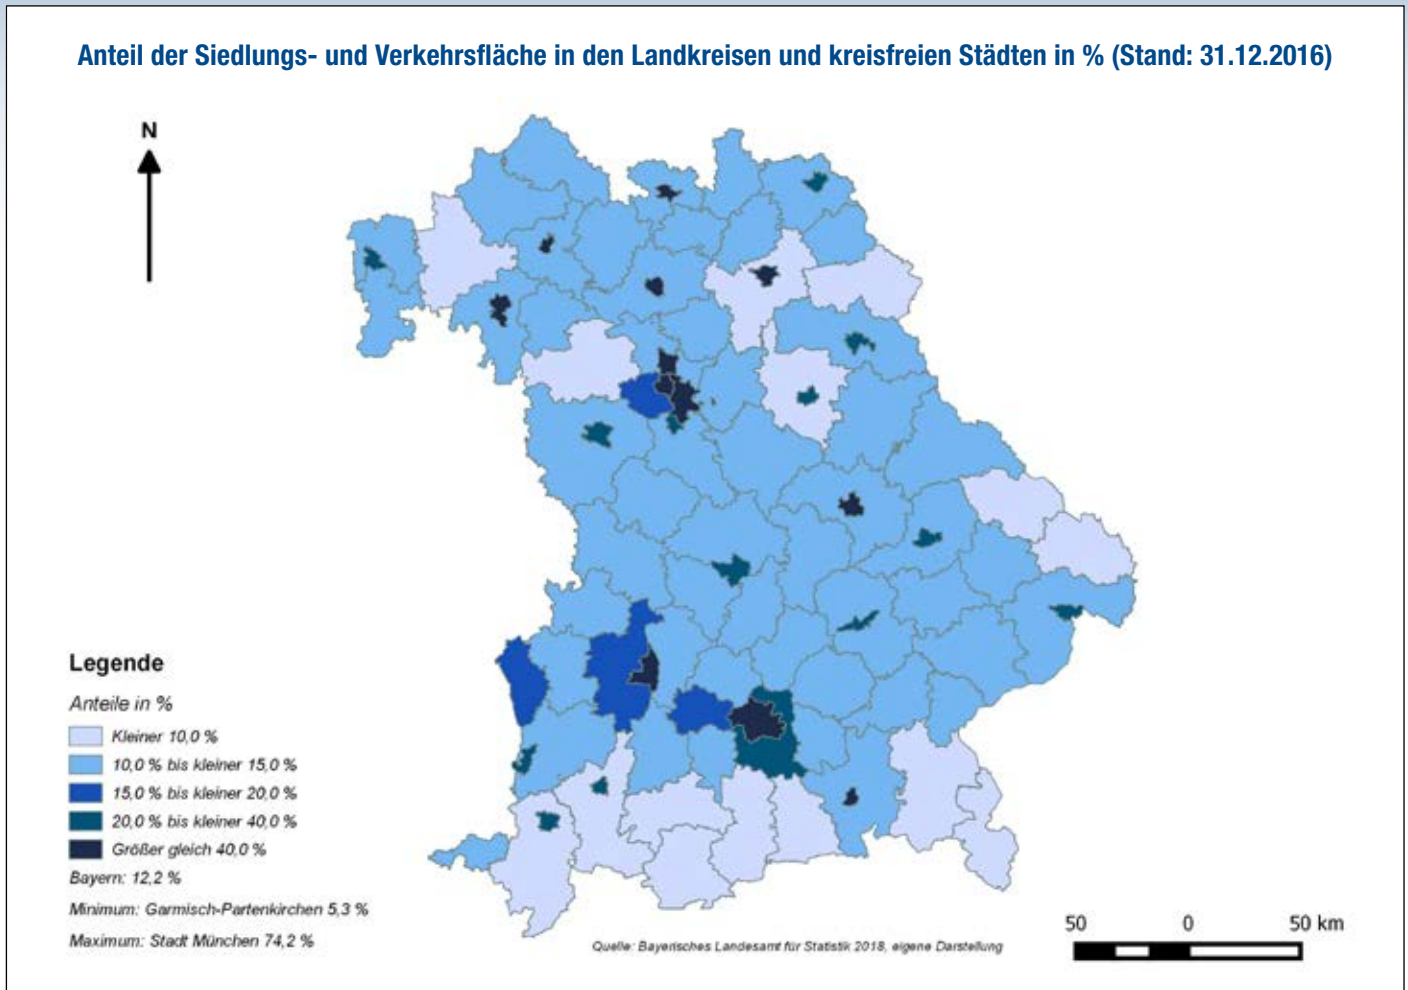 Anteil der Siedlungs- und Verkehrsfläche in den Landkreisen und kreisfreien Städten in % (Stand: 31.12.2016)
N
Legende
Anteile in %
Kleiner 10,0 %
10,0 % bis kleiner 15,0 %
15,0 % bis kleiner 20,0 %
20,0 % bis kleiner 40,0 %
Größer gleich 40,0 %
Bayern: 12,2 %
Minimum: Garmisch-Partenkirchen 5,3 %
Maximum: Stadt München 74,2 %
Quelle: Bayerisches Landesamt für Statistik 2018, eigene Darstellung
50 0 50 km